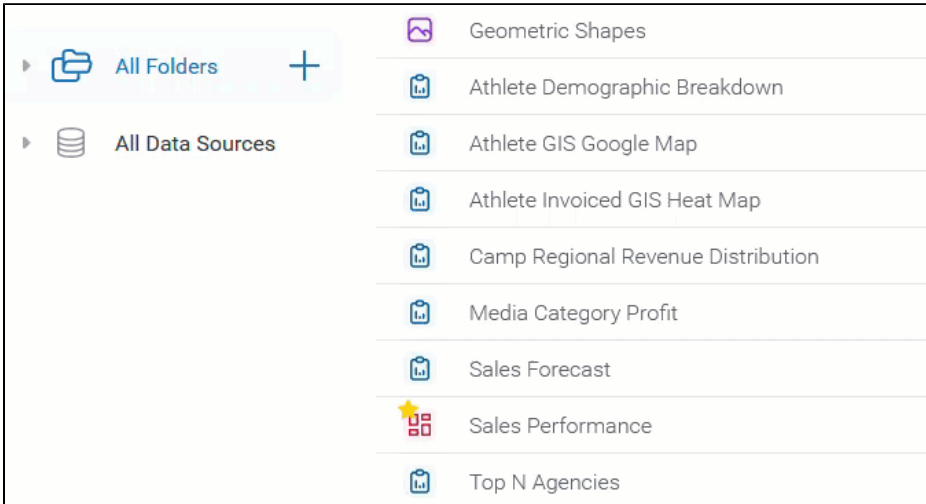 All Folders
All Data Sources
Geometric Shapes
Athlete Demographic Breakdown
Athlete GIS Google Map
Athlete Invoiced GIS Heat Map
Camp Regional Revenue Distribution
Media Category Profit
Sales Forecast
Sales Performance
Top N Agencies